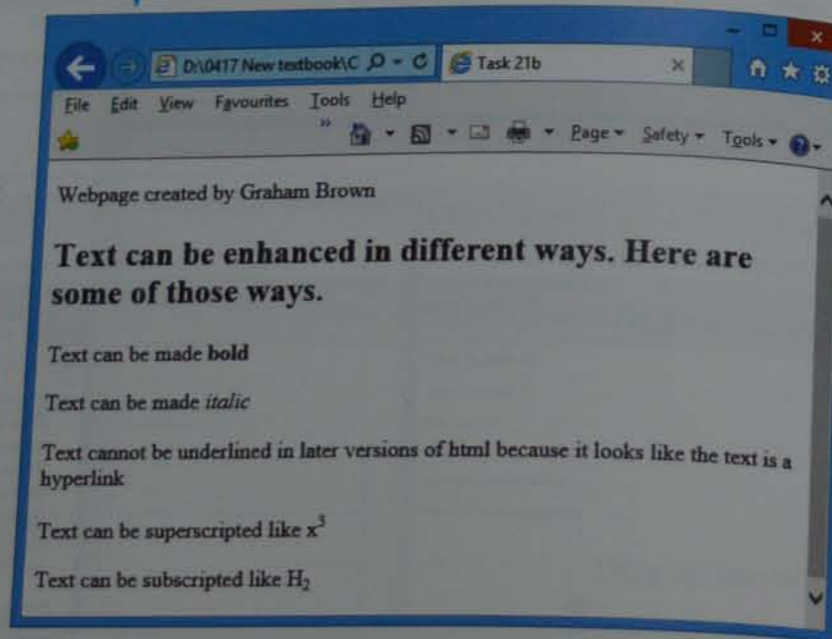 D:\0417 New textbook\C
Task 21b
File Edit View Favourites Tools Help
Page Safety Tools
Webpage created by Graham Brown
Text can be enhanced in different ways. Here are
some of those ways.
Text can be made bold
Text can be made italic
Text cannot be underlined in later versions of html because it looks like the text is a
hyperlink
Text can be superscripted like x³
Text can be subscripted like H₂